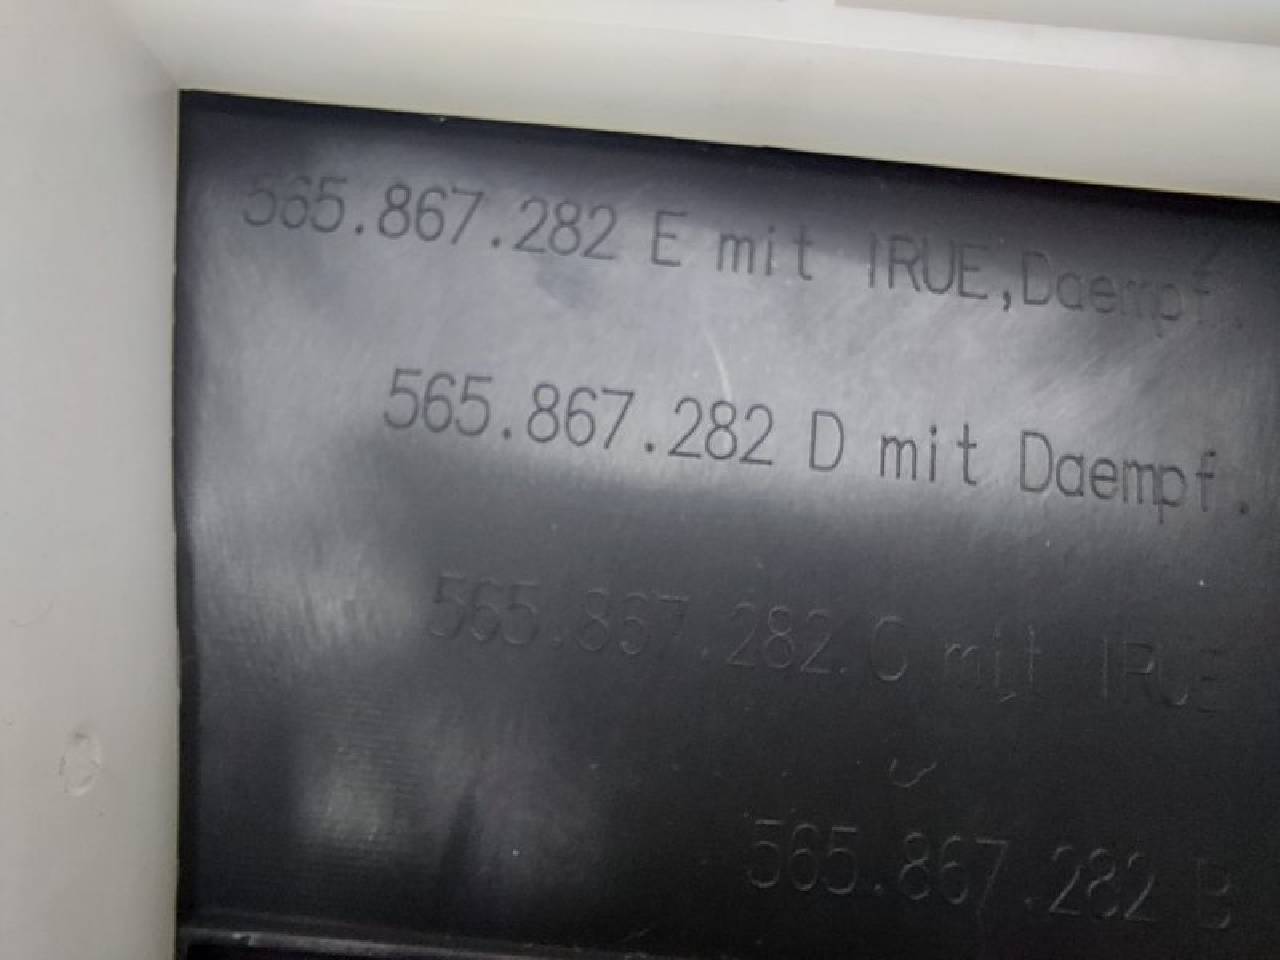 565.867.282 E mit IRUE,Daempf.
565.867.282 D mit Daempf.
565.867.282 C mit IRUE
565.867.282 B